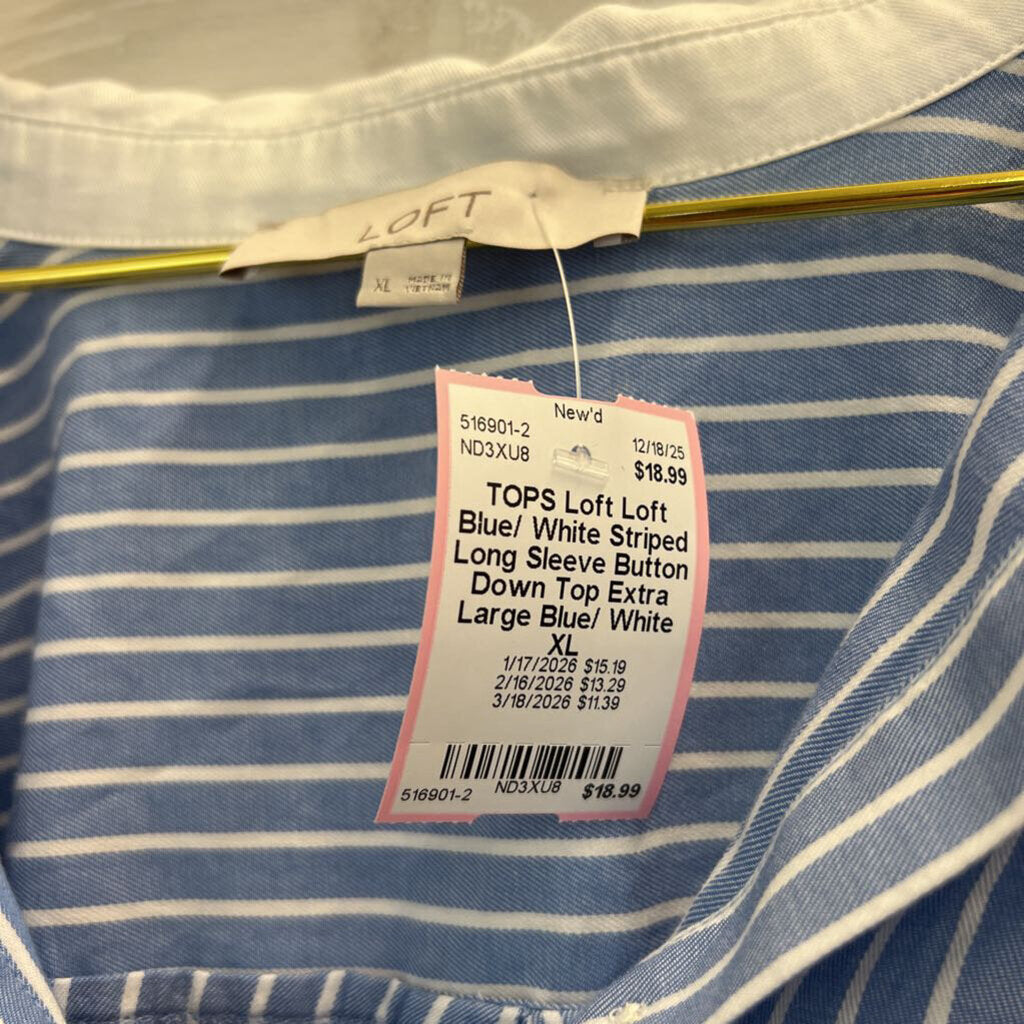 LOFT
XL MADE IN
VIETNAM
New'd
516901-2 12/18/25
ND3XU8 $18.99
TOPS Loft Loft
Blue/ White Striped
Long Sleeve Button
Down Top Extra
Large Blue/ White
XL
1/17/2026 $15.19
2/16/2026 $13.29
3/18/2026 $11.39
516901-2 ND3XU8 $18.99